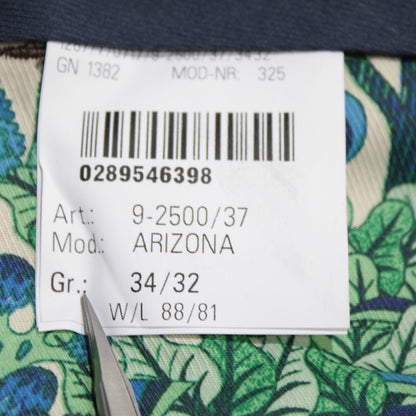 GN 1382 MOD-NR: 325
0289546398
Art.: 9-2500/37
Mod.: ARIZONA
Gr.: 34/32
W/L 88/81